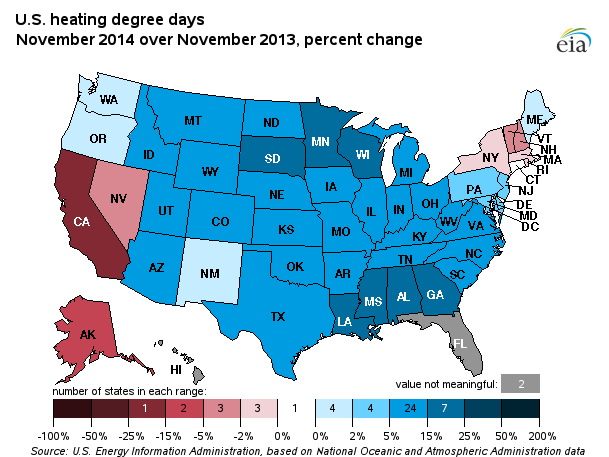 U.S. heating degree days
November 2014 over November 2013, percent change
eia
WA
ME
OR
MT
ND
MN
VT
NH
ID
SD
WI
NY
MA
RI
WY
MI
CT
NV
IA
PA
NJ
NE
OH
DE
CA
UT
CO
IL
IN
MD
WV
DC
KS
MO
VA
KY
NC
AZ
NM
OK
AR
TN
SC
TX
MS
AL
GA
LA
AK
FL
HI
number of states in each range:
value not meaningful: 2
1 2 3 3 1 4 4 24 7
-100% -50% -25% -15% -5% -2% 0% 0% 2% 5% 15% 25% 50% 200%
Source: U.S. Energy Information Administration, based on National Oceanic and Atmospheric Administration data